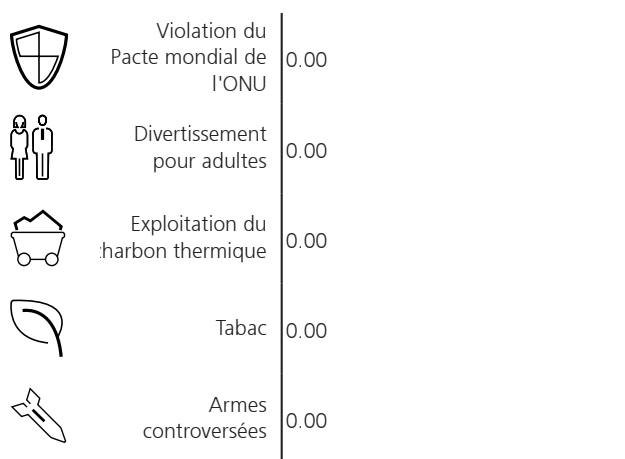 Violation du
Pacte mondial de
l'ONU
0.00
Divertissement
pour adultes
0.00
Exploitation du
charbon thermique
0.00
Tabac
0.00
Armes
controversées
0.00